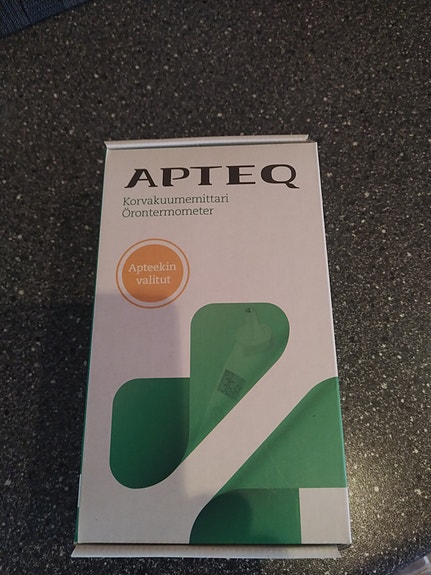 APTEQ
Korvakuumemittari
Örontermometer
Apteekin
valitut